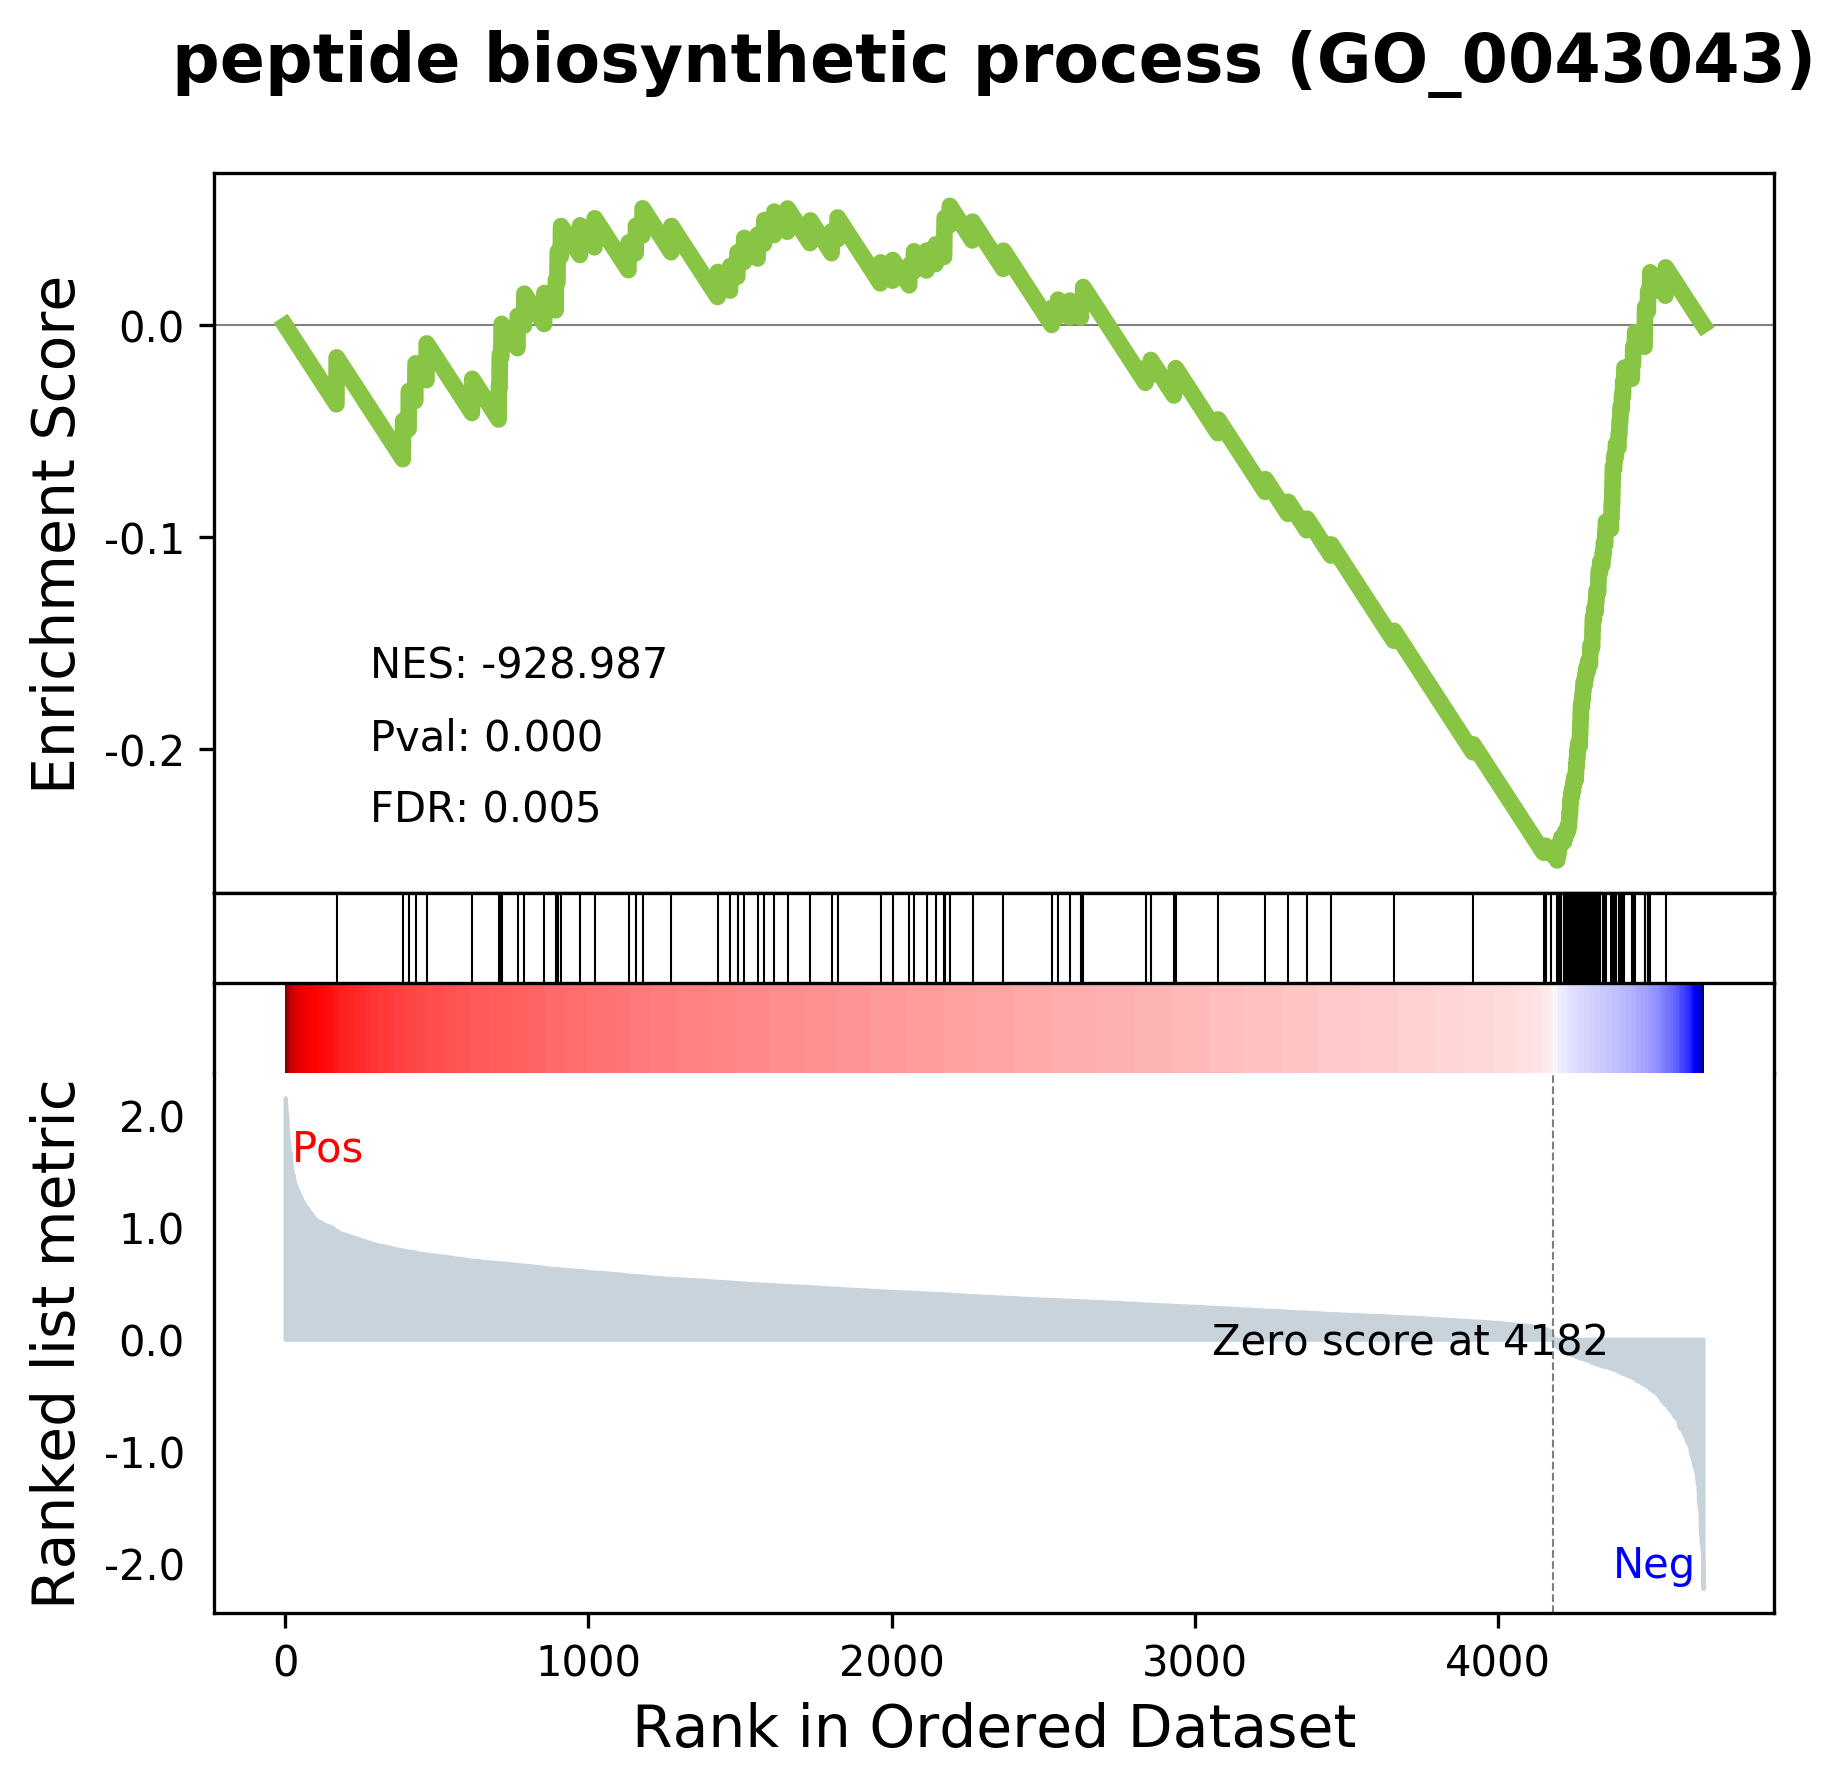 peptide biosynthetic process (GO_0043043)
Enrichment Score
0.0
-0.1
-0.2
NES: -928.987
Pval: 0.000
FDR: 0.005
Ranked list metric
2.0
1.0
0.0
-1.0
-2.0
Pos
Zero score at 4182
Neg
0 1000 2000 3000 4000
Rank in Ordered Dataset